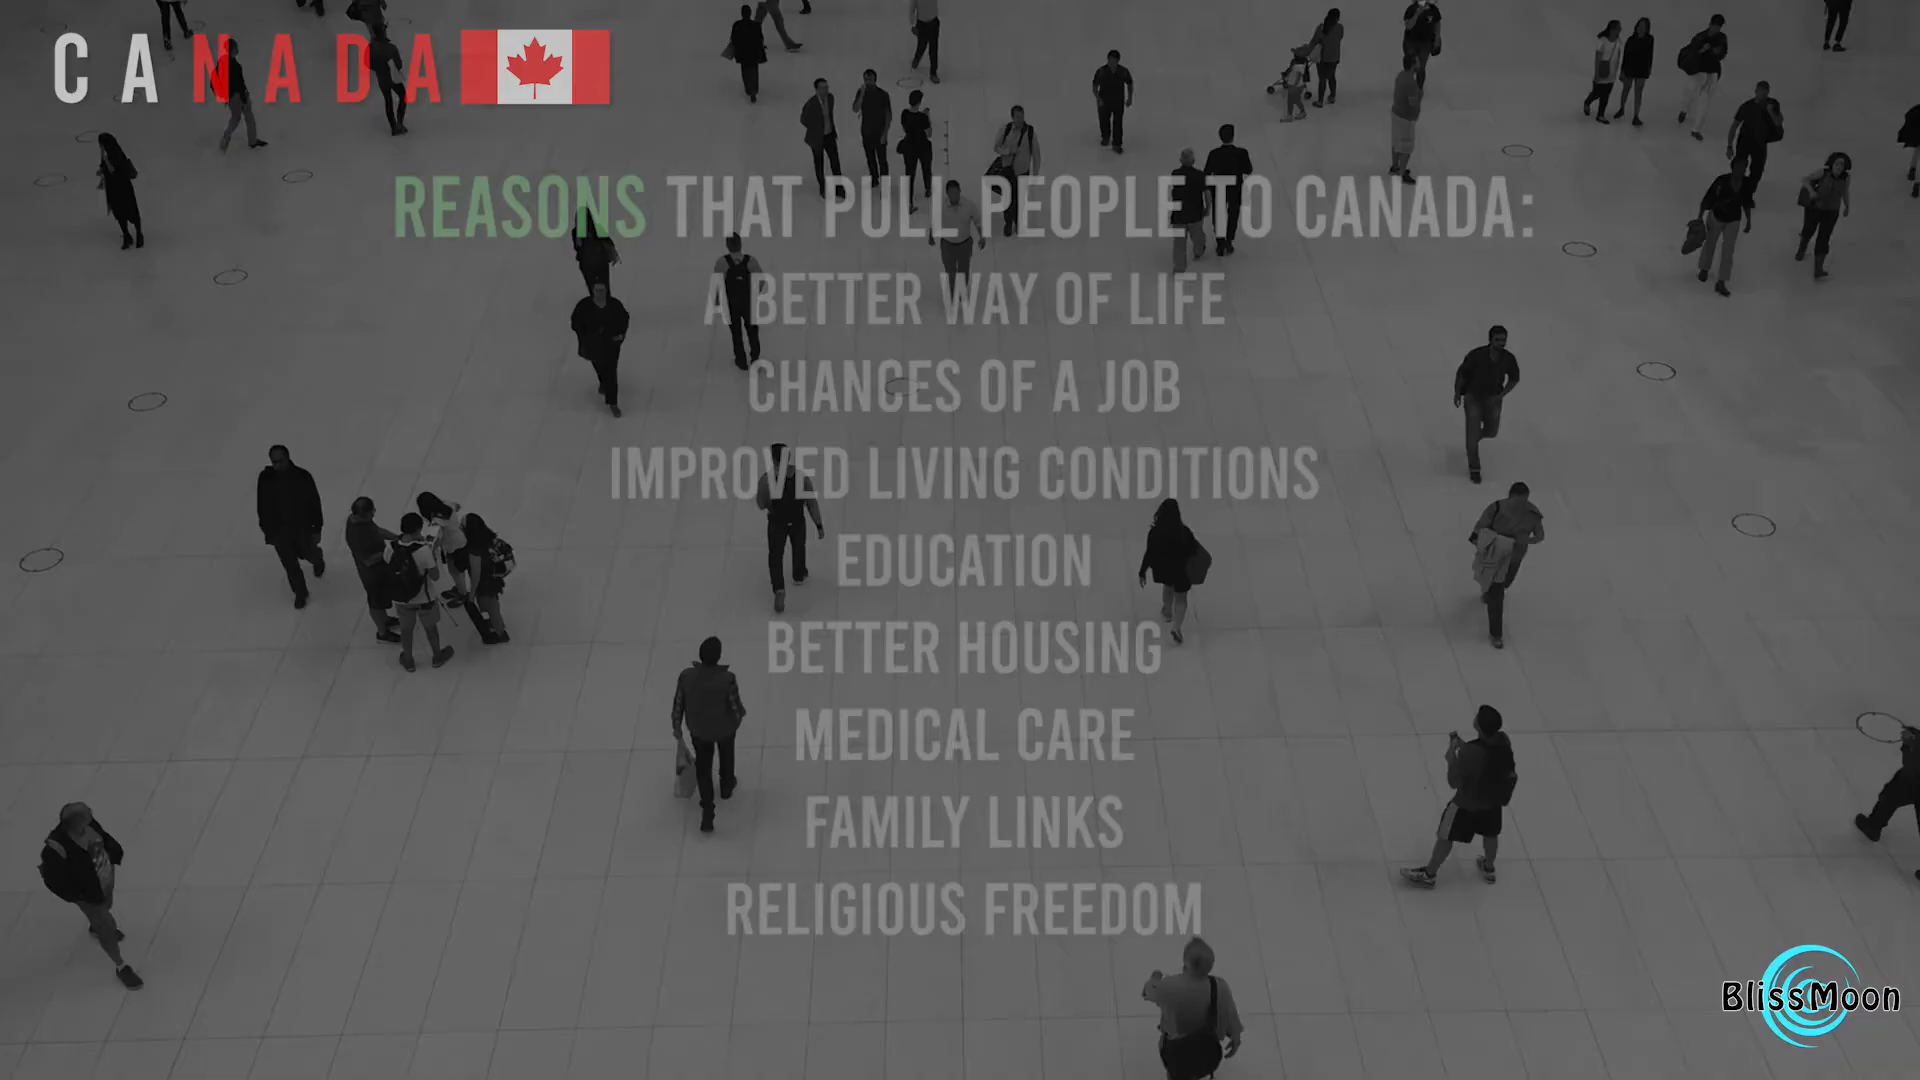 CANADA
REASONS THAT PULL PEOPLE TO CANADA:
A BETTER WAY OF LIFE
CHANCES OF A JOB
IMPROVED LIVING CONDITIONS
EDUCATION
BETTER HOUSING
MEDICAL CARE
FAMILY LINKS
RELIGIOUS FREEDOM
BlissMoon